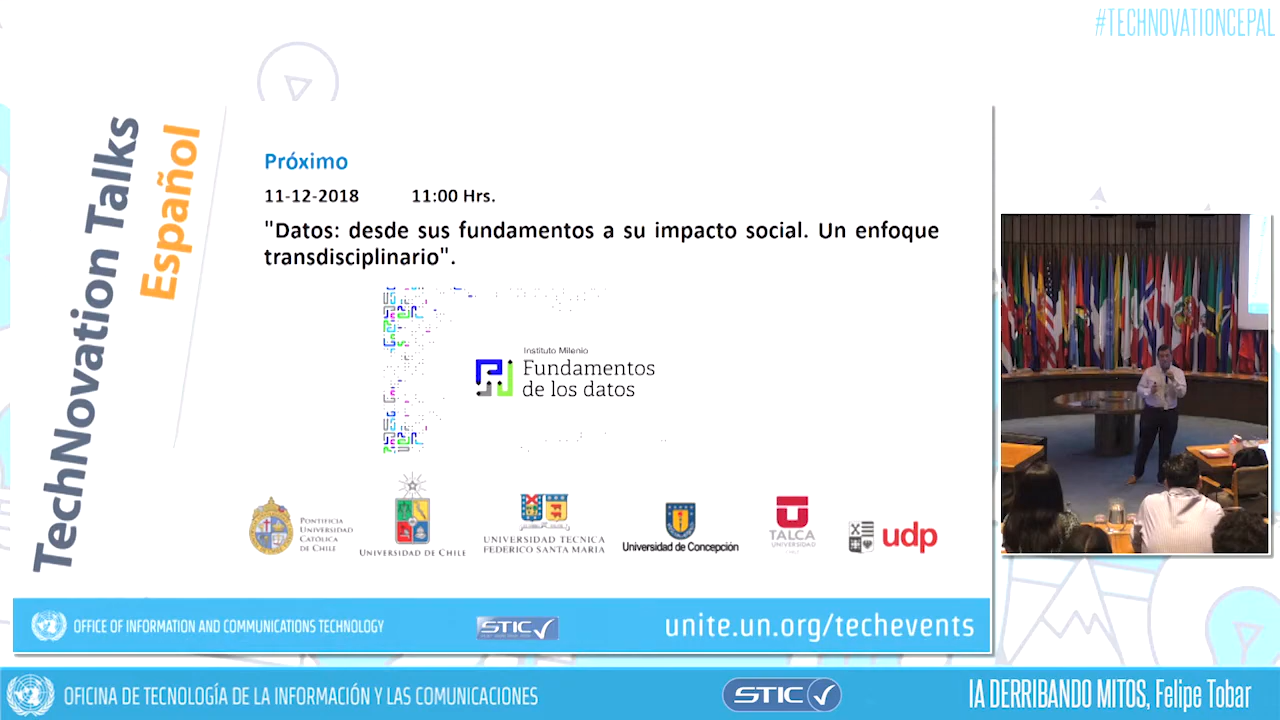 #TECHNOVATIONCEPAL
TechNovation Talks
Español
Próximo
11-12-2018 11:00 Hrs.
"Datos: desde sus fundamentos a su impacto social. Un enfoque
transdisciplinario".
Instituto Milenio
Fundamentos
de los datos
PONTIFICIA
UNIVERSIDAD
CATÓLICA
DE CHILE
UNIVERSIDAD DE CHILE
UNIVERSIDAD TECNICA
FEDERICO SANTA MARIA
Universidad de Concepción
TALCA
UNIVERSIDAD
udp
OFFICE OF INFORMATION AND COMMUNICATIONS TECHNOLOGY
STIC
unite.un.org/techevents
OFICINA DE TECNOLOGÍA DE LA INFORMACIÓN Y LAS COMUNICACIONES
STIC
IA DERRIBANDO MITOS, Felipe Tobar